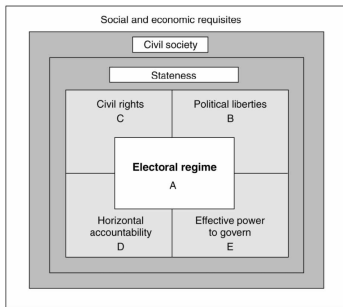 Social and economic requisites
Civil society
Stateness
Civil rights
C
Political liberties
B
Electoral regime
A
Horizontal
accountability
D
Effective power
to govern
E